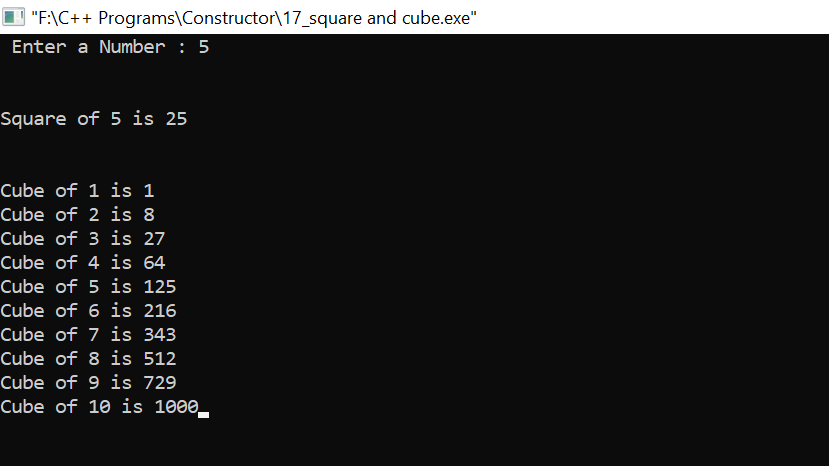 "F:\C++ Programs\Constructor\17_square and cube.exe"
Enter a Number : 5
Square of 5 is 25
Cube of 1 is 1
Cube of 2 is 8
Cube of 3 is 27
Cube of 4 is 64
Cube of 5 is 125
Cube of 6 is 216
Cube of 7 is 343
Cube of 8 is 512
Cube of 9 is 729
Cube of 10 is 1000